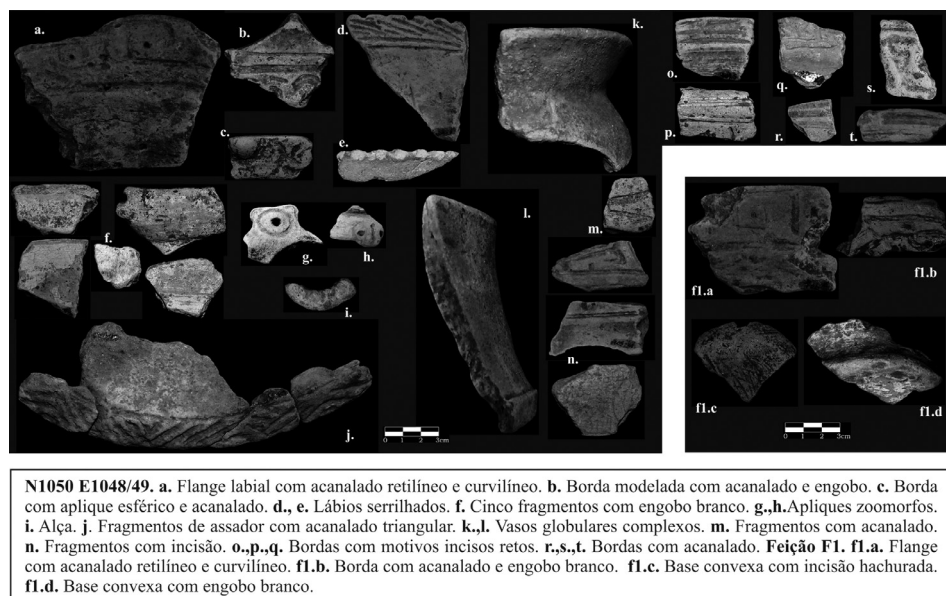 a.
b.
d.
k.
c.
e.
o.
q.
s.
p.
r.
t.
f.
g.
h.
i.
l.
m.
n.
j.
0 1 2 3cm
f1.a
f1.b
f1.c
f1.d
0 1 2 3cm
N1050 E1048/49. a. Flange labial com acanalado retilíneo e curvilíneo. b. Borda modelada com acanalado e engobo. c. Borda
com aplique esférico e acanalado. d., e. Lábios serrilhados. f. Cinco fragmentos com engobo branco. g.,h.Apliques zoomorfos.
i. Alça. j. Fragmentos de assador com acanalado triangular. k.,l. Vasos globulares complexos. m. Fragmentos com acanalado.
n. Fragmentos com incisão. o.,p.,q. Bordas com motivos incisos retos. r.,s.,t. Bordas com acanalado. Feição F1. f1.a. Flange
com acanalado retilíneo e curvilíneo. f1.b. Borda com acanalado e engobo branco. f1.c. Base convexa com incisão hachurada.
f1.d. Base convexa com engobo branco.